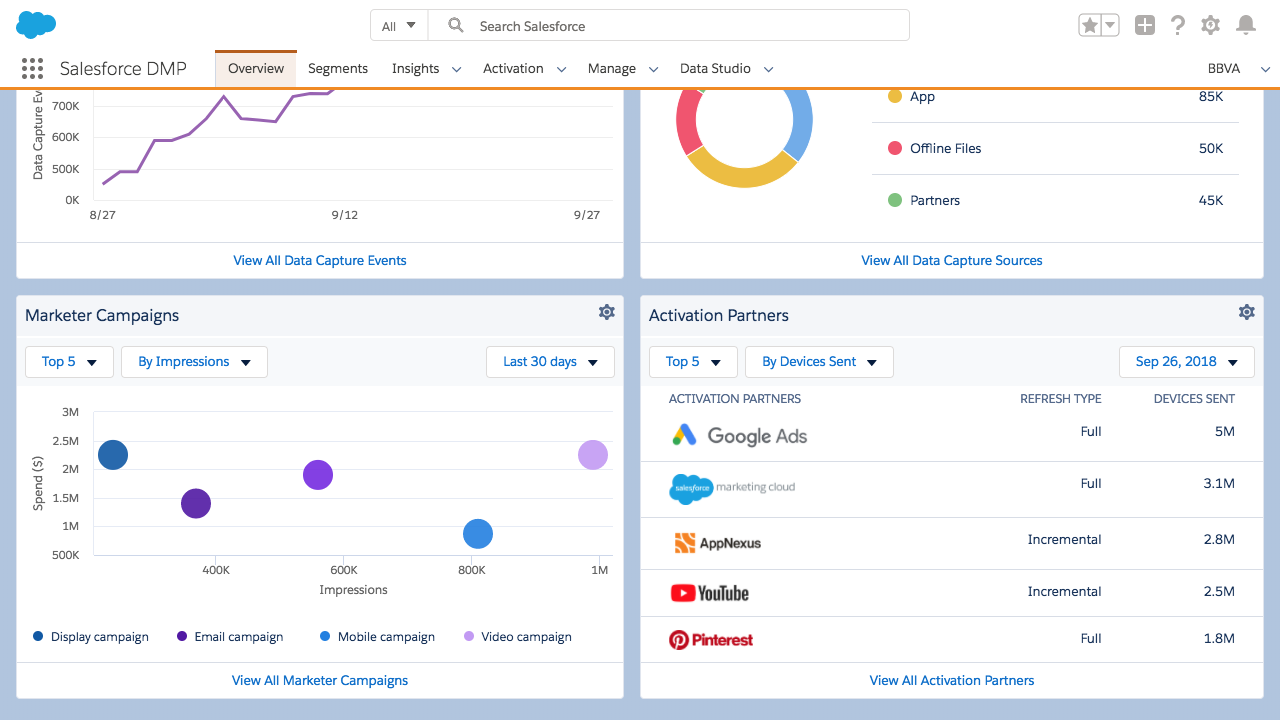 All
Search Salesforce
Salesforce DMP
Overview
Segments
Insights
Activation
Manage
Data Studio
BBVA
Data Capture Ev
700K
600K
500K
0K
8/27
9/12
9/27
View All Data Capture Events
App 85K
Offline Files 50K
Partners 45K
View All Data Capture Sources
Marketer Campaigns
Top 5
By Impressions
Last 30 days
Spend ($)
3M
2.5M
2M
1.5M
1M
500K
400K
600K
800K
1M
Impressions
Display campaign
Email campaign
Mobile campaign
Video campaign
View All Marketer Campaigns
Activation Partners
Top 5
By Devices Sent
Sep 26, 2018
ACTIVATION PARTNERS REFRESH TYPE DEVICES SENT
Google Ads Full 5M
salesforce marketing cloud Full 3.1M
AppNexus Incremental 2.8M
YouTube Incremental 2.5M
Pinterest Full 1.8M
View All Activation Partners